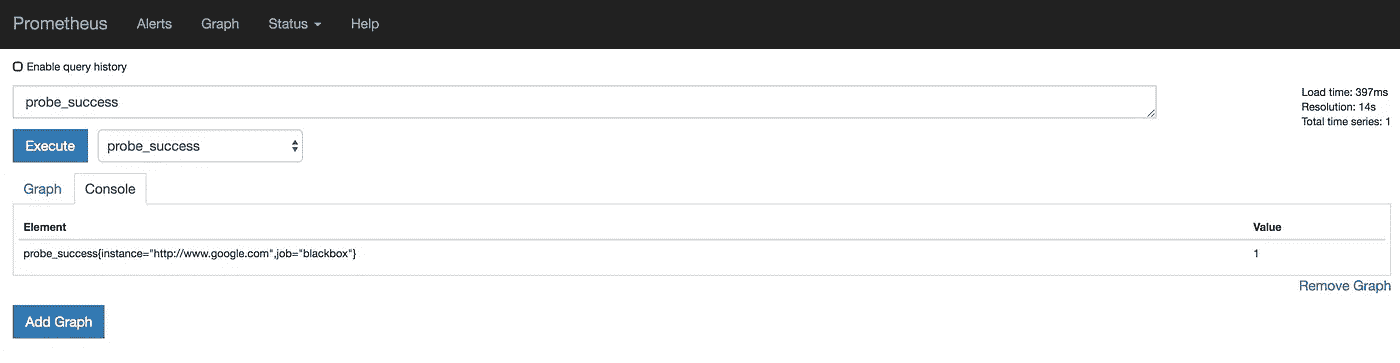 Prometheus Alerts Graph Status Help
Enable query history
probe_success
Load time: 397ms
Resolution: 14s
Total time series: 1
Execute probe_success
Graph Console
Element Value
probe_success{instance="http://www.google.com",job="blackbox"} 1
Remove Graph
Add Graph